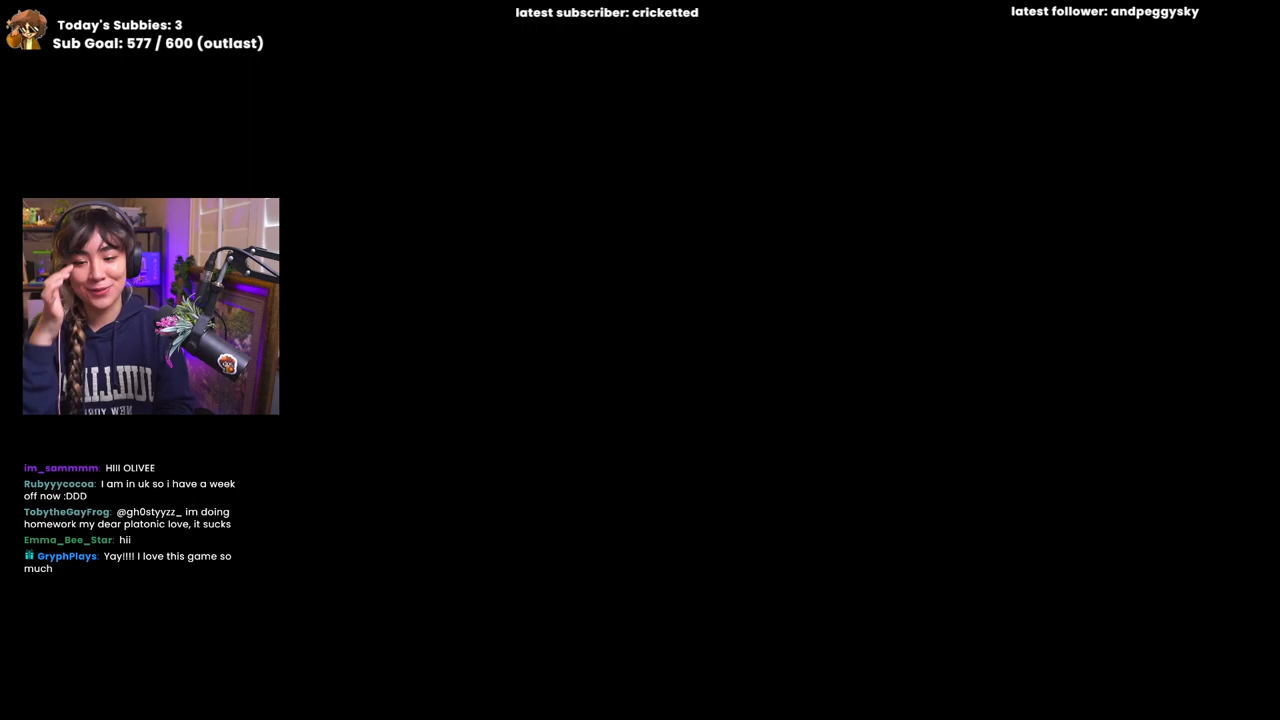 Today's Subbies: 3
Sub Goal: 577 / 600 (outlast)
latest subscriber: cricketted
latest follower: andpeggysky
im_sammmm: HIII OLIVEE
Rubyyycocoa: I am in uk so i have a week
off now :DDD
TobytheGayFrog: @gh0styyzz_ im doing
homework my dear platonic love, it sucks
Emma_Bee_Star: hii
GryphPlays: Yay!!!! I love this game so
much